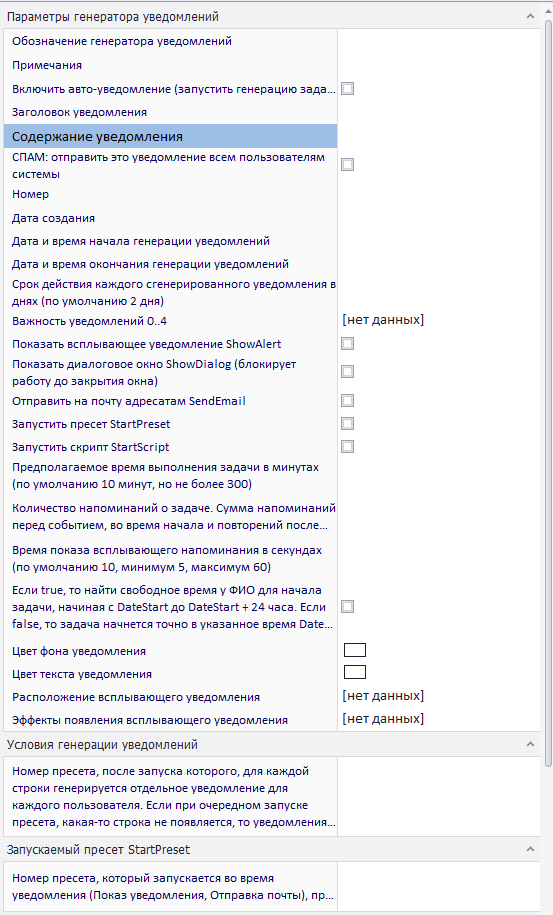 Параметры генератора уведомлений
Обозначение генератора уведомлений
Примечания
Включить авто-уведомление (запустить генерацию зада...
Заголовок уведомления
Содержание уведомления
СПАМ: отправить это уведомление всем пользователям
системы
Номер
Дата создания
Дата и время начала генерации уведомлений
Дата и время окончания генерации уведомлений
Срок действия каждого сгенерированного уведомления в
днях (по умолчанию 2 дня)
Важность уведомлений 0..4 [нет данных]
Показать всплывающее уведомление ShowAlert
Показать диалоговое окно ShowDialog (блокирует
работу до закрытия окна)
Отправить на почту адресатам SendEmail
Запустить пресет StartPreset
Запустить скрипт StartScript
Предполагаемое время выполнения задачи в минутах
(по умолчанию 10 минут, но не более 300)
Количество напоминаний о задаче. Сумма напоминаний
перед событием, во время начала и повторений после...
Время показа всплывающего напоминания в секундах
(по умолчанию 10, минимум 5, максимум 60)
Если true, то найти свободное время у ФИО для начала
задачи, начиная с DateStart до DateStart + 24 часа. Если
false, то задача начнется точно в указанное время Date...
Цвет фона уведомления
Цвет текста уведомления
Расположение всплывающего уведомления [нет данных]
Эффекты появления всплывающего уведомления [нет данных]
Условия генерации уведомлений
Номер пресета, после запуска которого, для каждой
строки генерируется отдельное уведомление для
каждого пользователя. Если при очередном запуске
пресета, какая-то строка не появляется, то уведомления...
Запускаемый пресет StartPreset
Номер пресета, который запускается во время
уведомления (Показ уведомления, Отправка почты), пр...